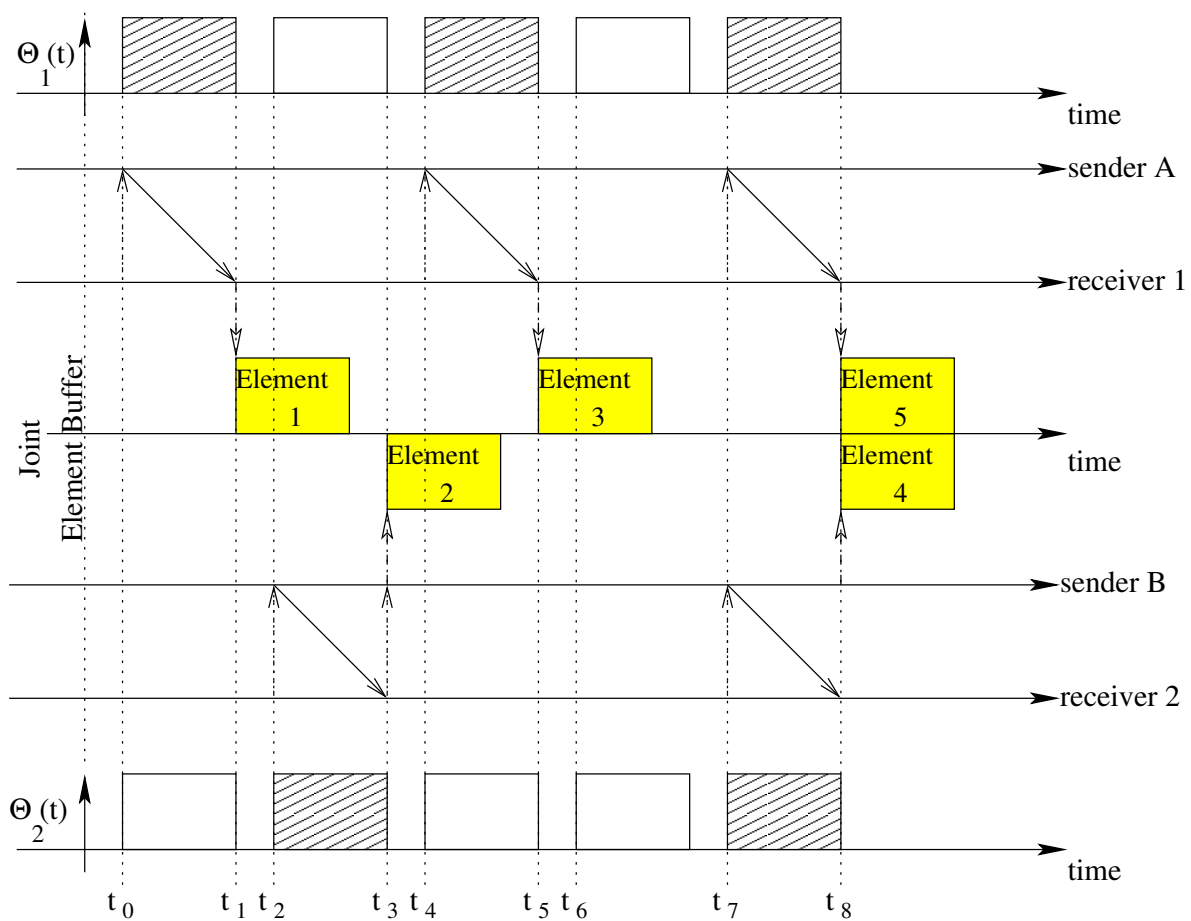 Θ1(t)
time
sender A
receiver 1
Joint
Element Buffer
Element
1
Element
3
Element
5
Element
2
Element
4
time
sender B
receiver 2
Θ2(t)
time
t0 t1 t2 t3 t4 t5 t6 t7 t8